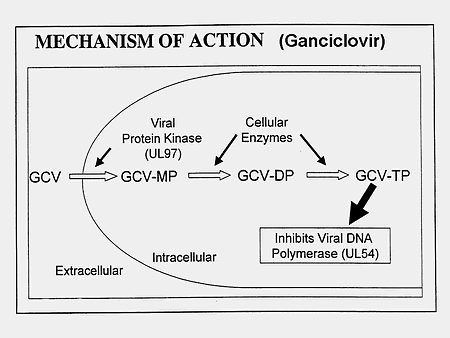 MECHANISM OF ACTION (Ganciclovir)
Viral
Protein Kinase
(UL97)
Cellular
Enzymes
GCV
GCV-MP
GCV-DP
GCV-TP
Inhibits Viral DNA
Polymerase (UL54)
Intracellular
Extracellular